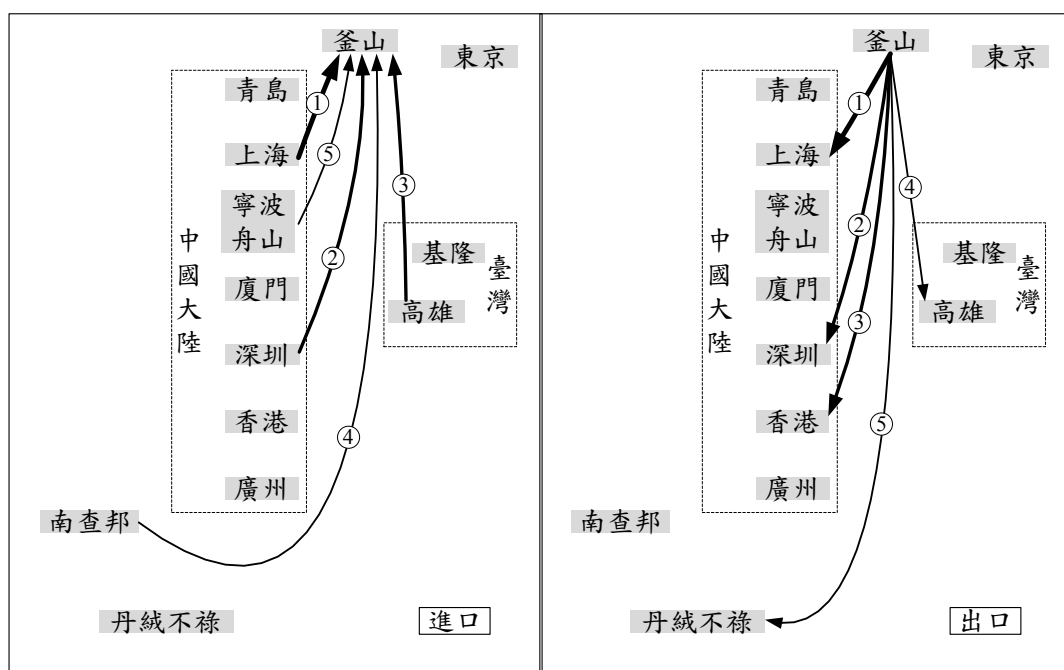 釜山
東京
青島
①
上海
⑤
③
寧波
舟山
②
中國大陸
基隆
臺灣
廈門
高雄
深圳
香港
④
廣州
南查邦
丹絨不祿
進口
釜山
東京
青島
①
上海
④
寧波
舟山
②
中國大陸
基隆
臺灣
廈門
高雄
③
深圳
香港
⑤
廣州
南查邦
丹絨不祿
出口